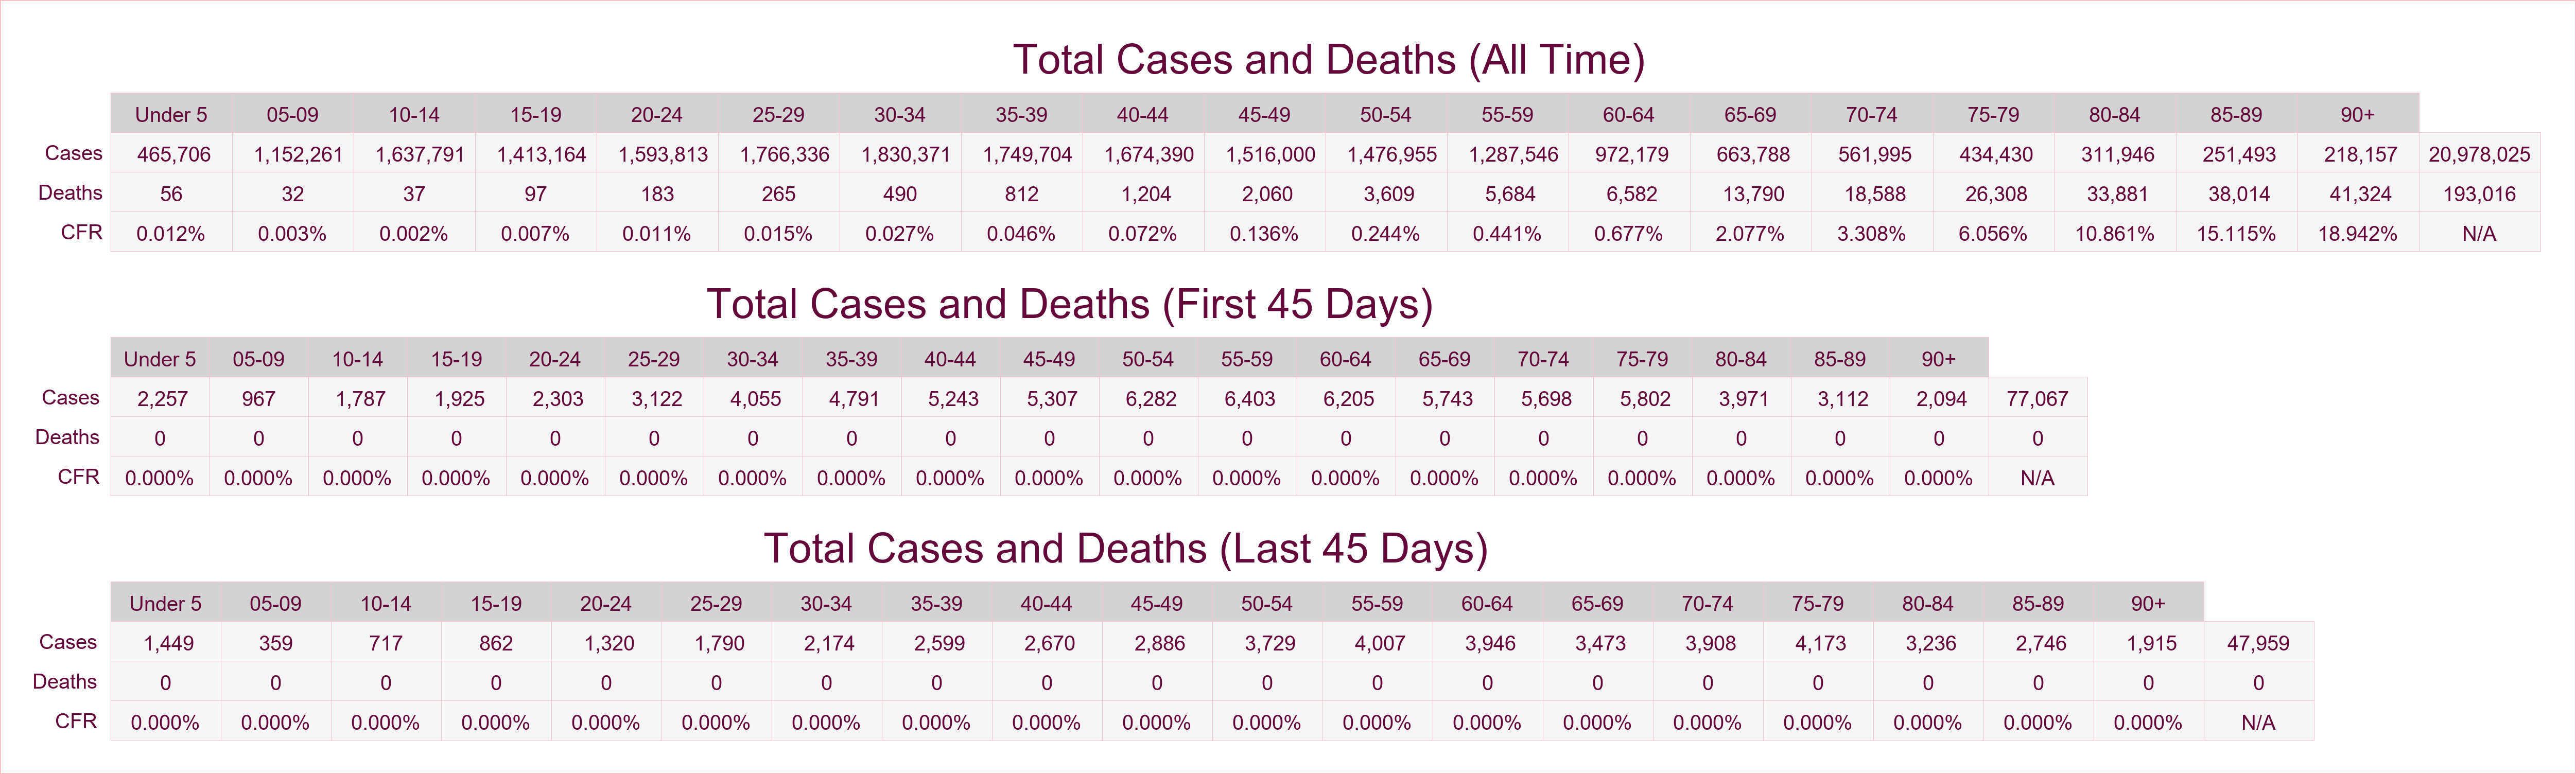 Total Cases and Deaths (All Time)
Under 5 05-09 10-14 15-19 20-24 25-29 30-34 35-39 40-44 45-49 50-54 55-59 60-64 65-69 70-74 75-79 80-84 85-89 90+
Cases 465,706 1,152,261 1,637,791 1,413,164 1,593,813 1,766,336 1,830,371 1,749,704 1,674,390 1,516,000 1,476,955 1,287,546 972,179 663,788 561,995 434,430 311,946 251,493 218,157 20,978,025
Deaths 56 32 37 97 183 265 490 812 1,204 2,060 3,609 5,684 6,582 13,790 18,588 26,308 33,881 38,014 41,324 193,016
CFR 0.012% 0.003% 0.002% 0.007% 0.011% 0.015% 0.027% 0.046% 0.072% 0.136% 0.244% 0.441% 0.677% 2.077% 3.308% 6.056% 10.861% 15.115% 18.942% N/A
Total Cases and Deaths (First 45 Days)
Under 5 05-09 10-14 15-19 20-24 25-29 30-34 35-39 40-44 45-49 50-54 55-59 60-64 65-69 70-74 75-79 80-84 85-89 90+
Cases 2,257 967 1,787 1,925 2,303 3,122 4,055 4,791 5,243 5,307 6,282 6,403 6,205 5,743 5,698 5,802 3,971 3,112 2,094 77,067
Deaths 0 0 0 0 0 0 0 0 0 0 0 0 0 0 0 0 0 0 0 0
CFR 0.000% 0.000% 0.000% 0.000% 0.000% 0.000% 0.000% 0.000% 0.000% 0.000% 0.000% 0.000% 0.000% 0.000% 0.000% 0.000% 0.000% 0.000% 0.000% N/A
Total Cases and Deaths (Last 45 Days)
Under 5 05-09 10-14 15-19 20-24 25-29 30-34 35-39 40-44 45-49 50-54 55-59 60-64 65-69 70-74 75-79 80-84 85-89 90+
Cases 1,449 359 717 862 1,320 1,790 2,174 2,599 2,670 2,886 3,729 4,007 3,946 3,473 3,908 4,173 3,236 2,746 1,915 47,959
Deaths 0 0 0 0 0 0 0 0 0 0 0 0 0 0 0 0 0 0 0 0
CFR 0.000% 0.000% 0.000% 0.000% 0.000% 0.000% 0.000% 0.000% 0.000% 0.000% 0.000% 0.000% 0.000% 0.000% 0.000% 0.000% 0.000% 0.000% 0.000% N/A